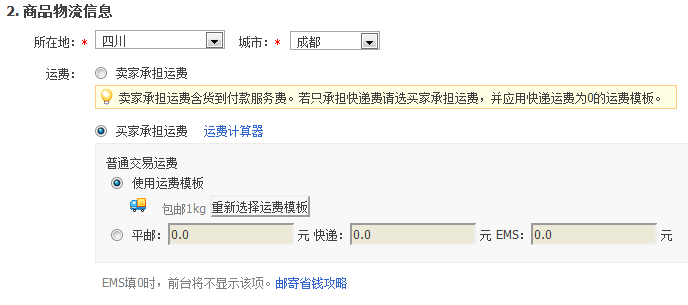 2. 商品物流信息
所在地：* 四川 城市：* 成都
运费： 卖家承担运费
卖家承担运费含货到付款服务费。若只承担快递费请选买家承担运费，并应用快递运费为0的运费模板。
买家承担运费 运费计算器
普通交易运费
使用运费模板
包邮1kg 重新选择运费模板
平邮：0.0 元 快递：0.0 元 EMS：0.0 元
EMS填0时，前台将不显示该项。邮寄省钱攻略